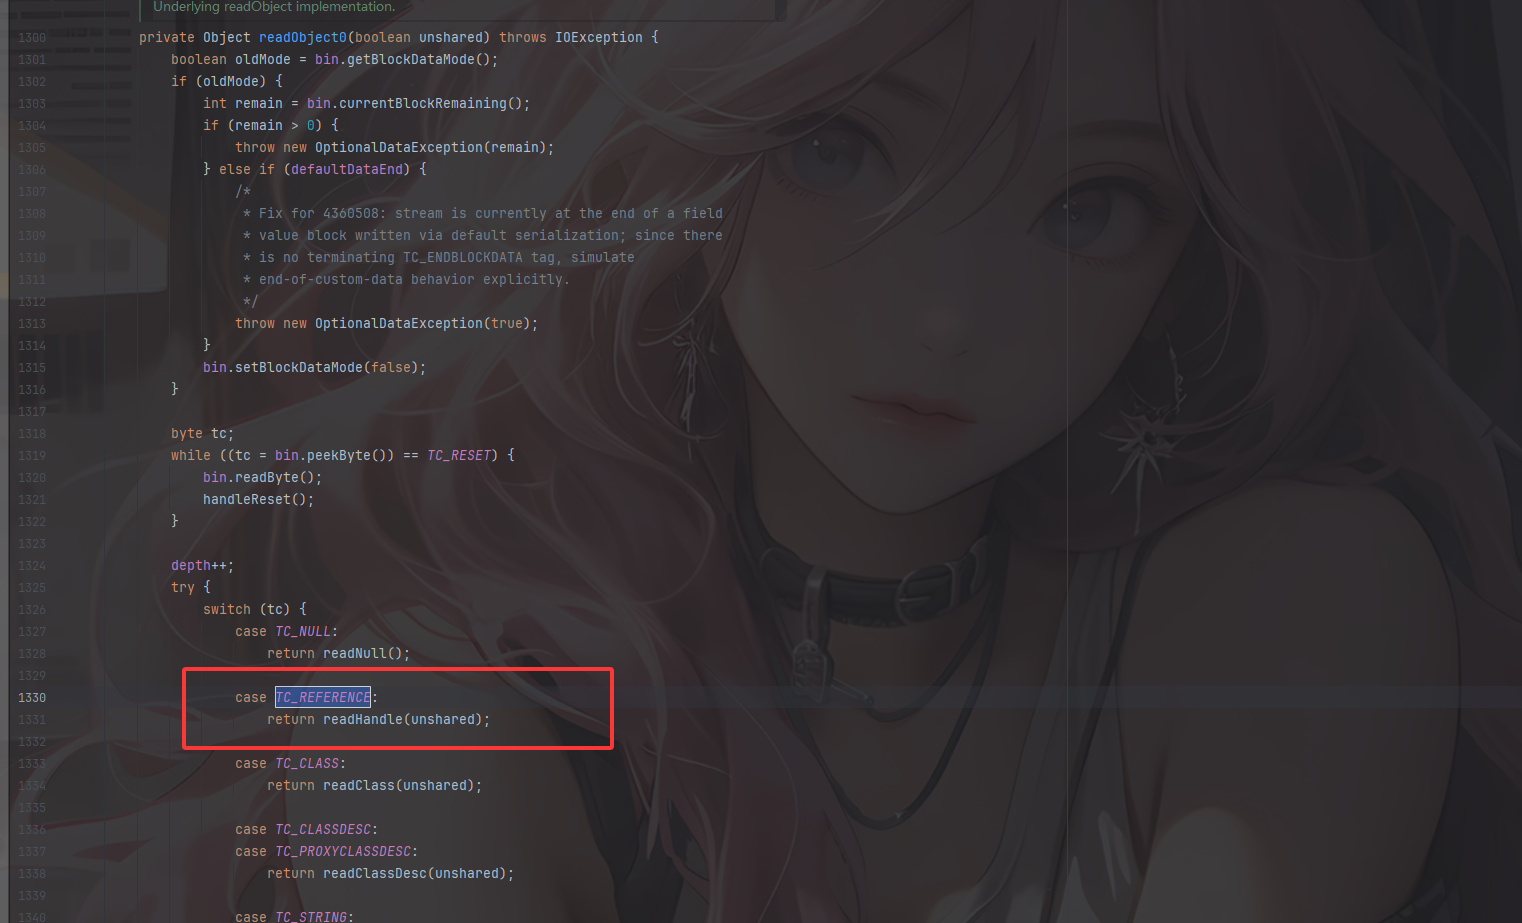 Underlying readObject implementation.
1300 private Object readObject0(boolean unshared) throws IOException {
1301 boolean oldMode = bin.getBlockDataMode();
1302 if (oldMode) {
1303 int remain = bin.currentBlockRemaining();
1304 if (remain > 0) {
1305 throw new OptionalDataException(remain);
1306 } else if (defaultDataEnd) {
1307 /*
1308 * Fix for 4360508: stream is currently at the end of a field
1309 * value block written via default serialization; since there
1310 * is no terminating TC_ENDBLOCKDATA tag, simulate
1311 * end-of-custom-data behavior explicitly.
1312 */
1313 throw new OptionalDataException(true);
1314 }
1315 bin.setBlockDataMode(false);
1316 }
1317
1318 byte tc;
1319 while ((tc = bin.peekByte()) == TC_RESET) {
1320 bin.readByte();
1321 handleReset();
1322 }
1323
1324 depth++;
1325 try {
1326 switch (tc) {
1327 case TC_NULL:
1328 return readNull();
1329
1330 case TC_REFERENCE:
1331 return readHandle(unshared);
1332
1333 case TC_CLASS:
1334 return readClass(unshared);
1335
1336 case TC_CLASSDESC:
1337 case TC_PROXYCLASSDESC:
1338 return readClassDesc(unshared);
1339
1340 case TC_STRING: